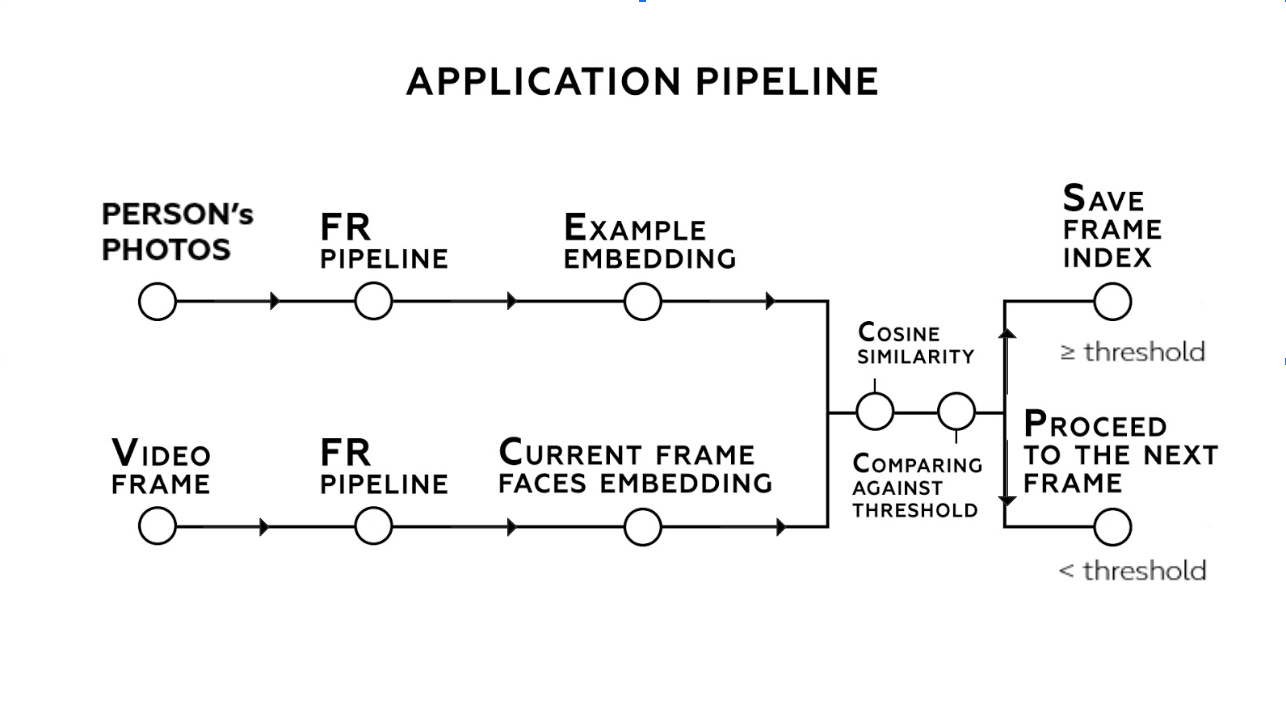 APPLICATION PIPELINE
PERSON's
PHOTOS
FR
PIPELINE
EXAMPLE
EMBEDDING
SAVE
FRAME
INDEX
≥ threshold
COSINE
SIMILARITY
COMPARING
AGAINST
THRESHOLD
VIDEO
FRAME
FR
PIPELINE
CURRENT FRAME
FACES EMBEDDING
PROCEED
TO THE NEXT
FRAME
< threshold